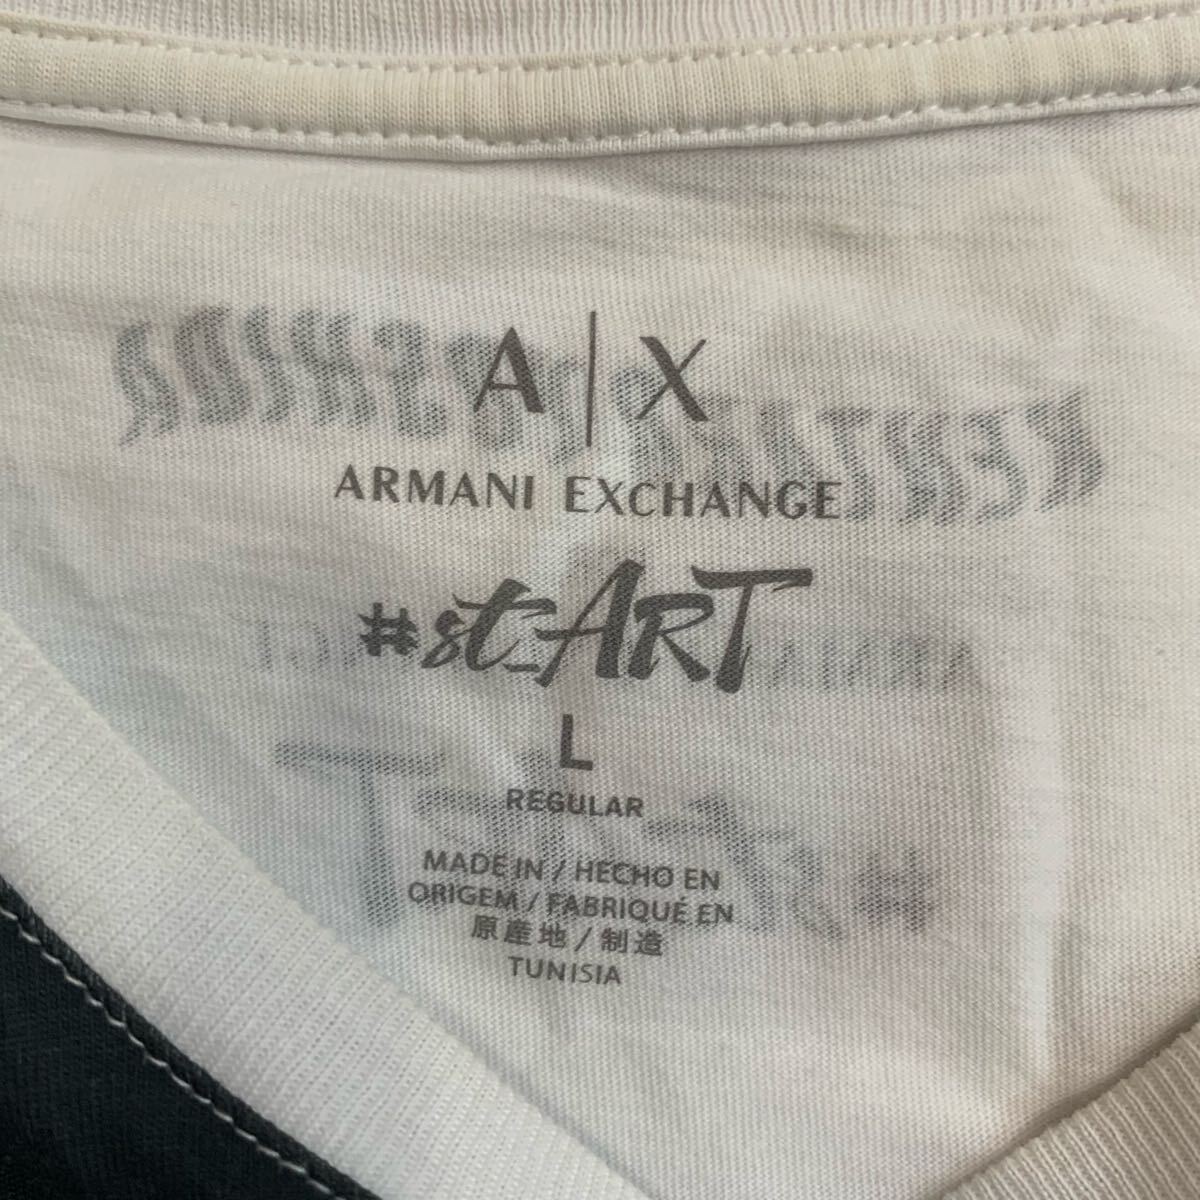 A|X
ARMANI EXCHANGE
#st_ART
L
REGULAR
MADE IN / HECHO EN
ORIGEM / FABRIQUÉ EN
原産地 / 制造
TUNISIA